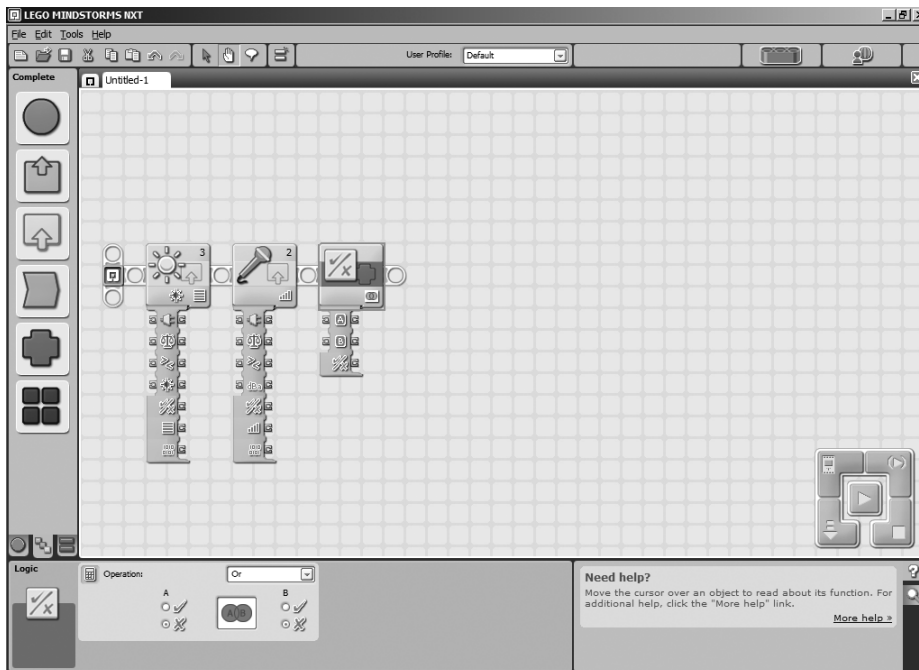 LEGO MINDSTORMS NXT
File Edit Tools Help
User Profile: Default
Complete
Untitled-1
3
2
A
B
dBa
Logic
Operation: Or
A B
A B
Need help?
Move the cursor over an object to read about its function. For
additional help, click the "More help" link.
More help »